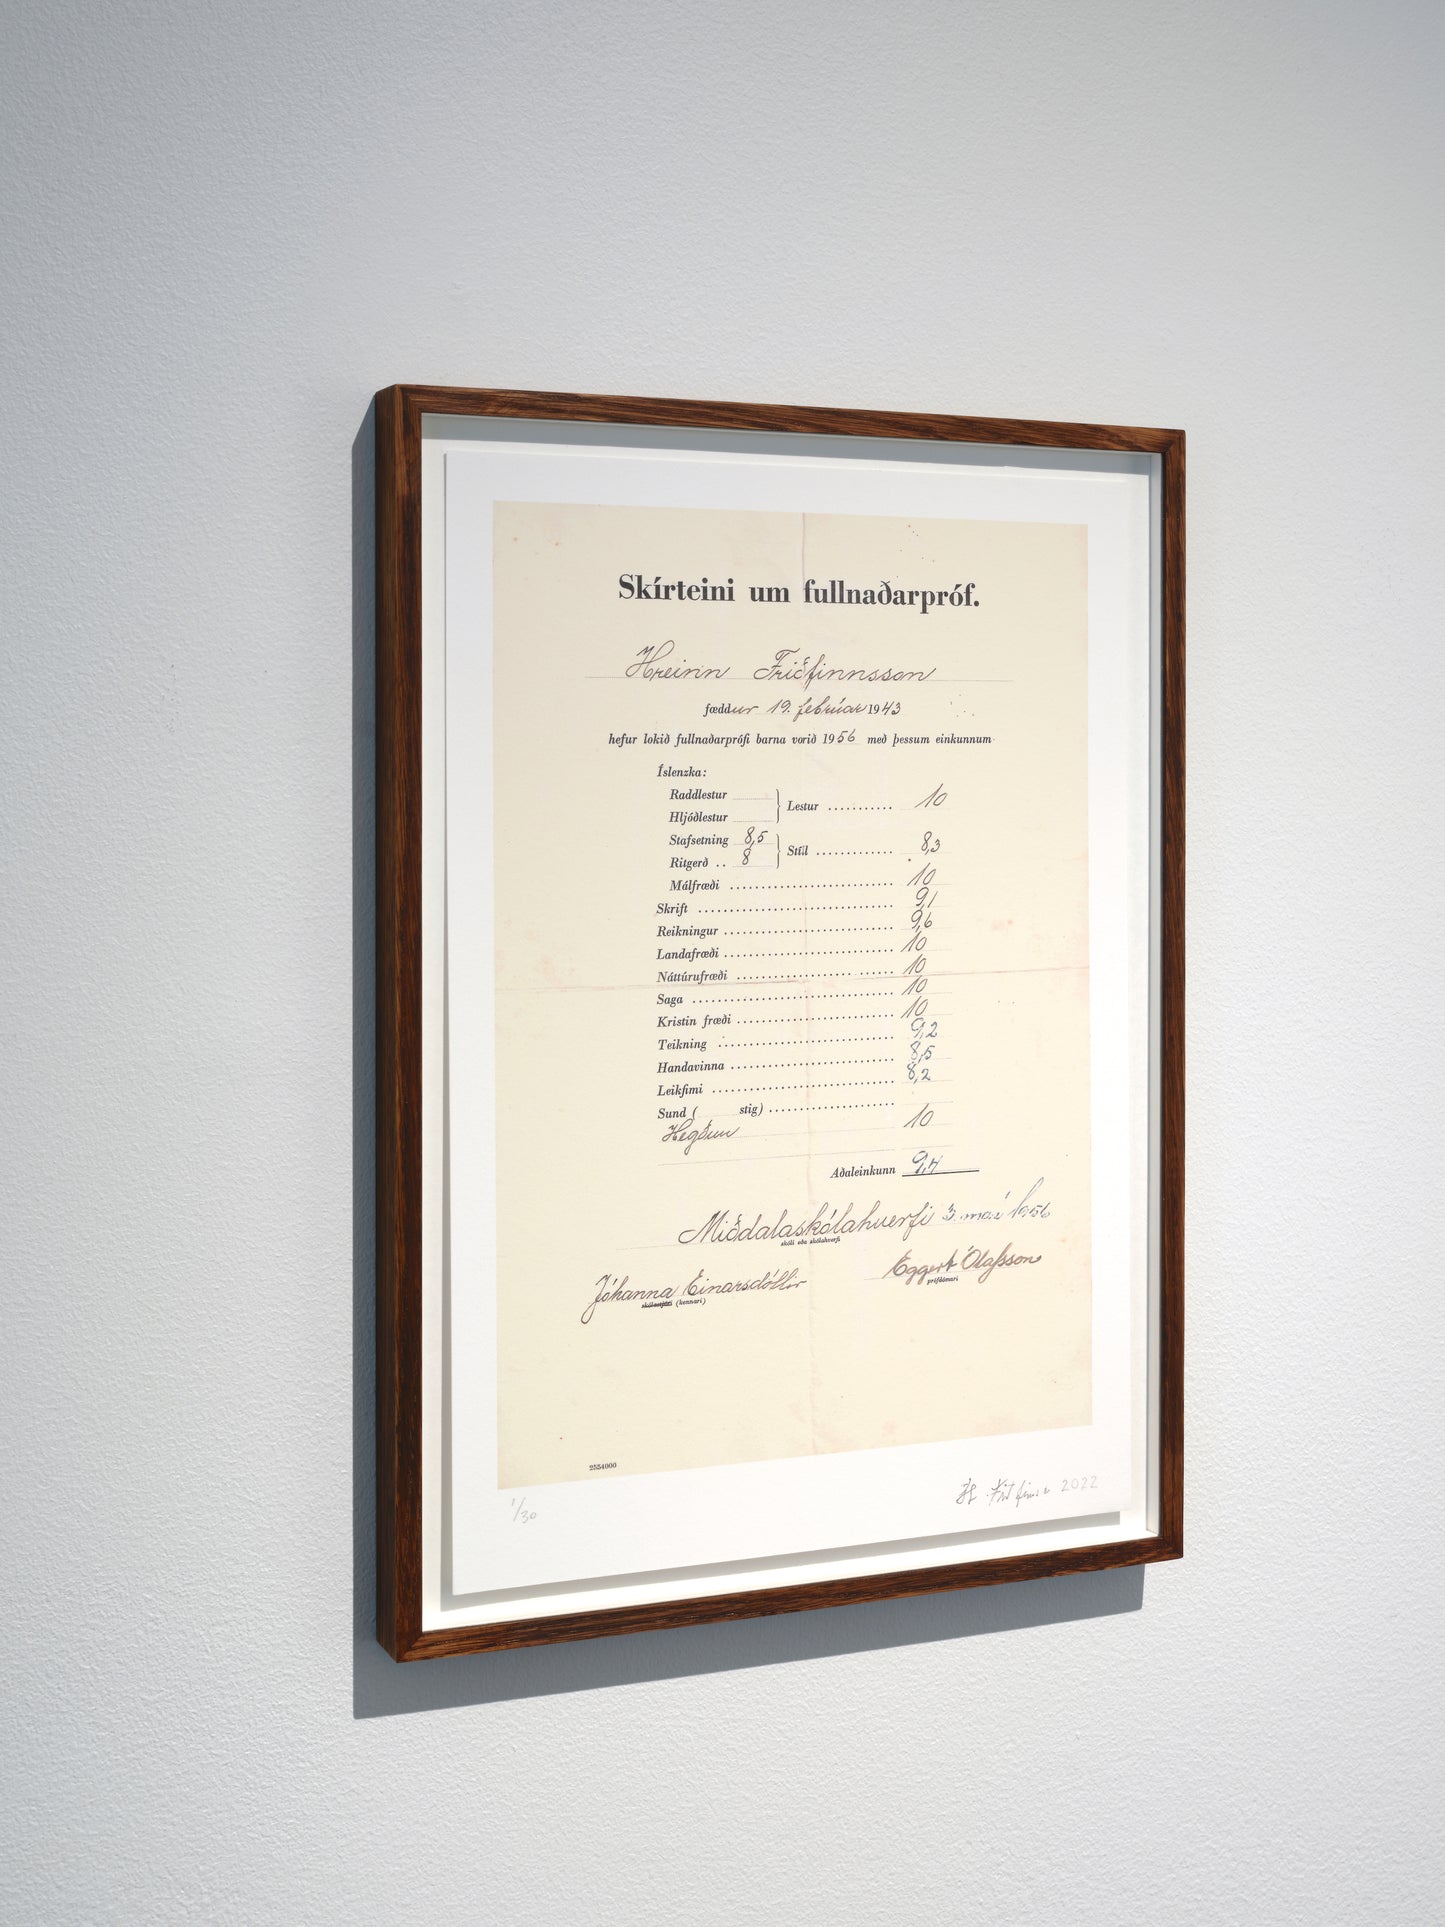 Skírteini um fullnaðarpróf.
Hreinn Friðfinnsson
fæddur 19. febrúar 1943
hefur lokið fullnaðarprófi barna vorið 1956 með þessum einkunnum
Íslenzka:
Raddlestur
Hljóðlestur
Lestur ........... 10
Stafsetning 8,5
Ritgerð .. 8
Stíll ............. 8,3
Málfræði ........................... 10
Skrift ................................ 9,1
Reikningur ............................ 9,6
Landafræði ............................ 10
Náttúrufræði ................... ...... 10
Saga ................................. 10
Kristin fræði .......................... 10
Teikning ............................. 9,2
Handavinna ........................... 8,5
Leikfimi .............................. 8,2
Sund ( stig) .....................
Hegðun 10
Aðaleinkunn 9,4
Miðdalaskólahverfi 3. maí 1956
skóli eða skólahverfi
Jóhanna Einarsdóttir Eggert Ólafsson
skólastjóri (kennari) prófdómari
2554000
1/30 2022